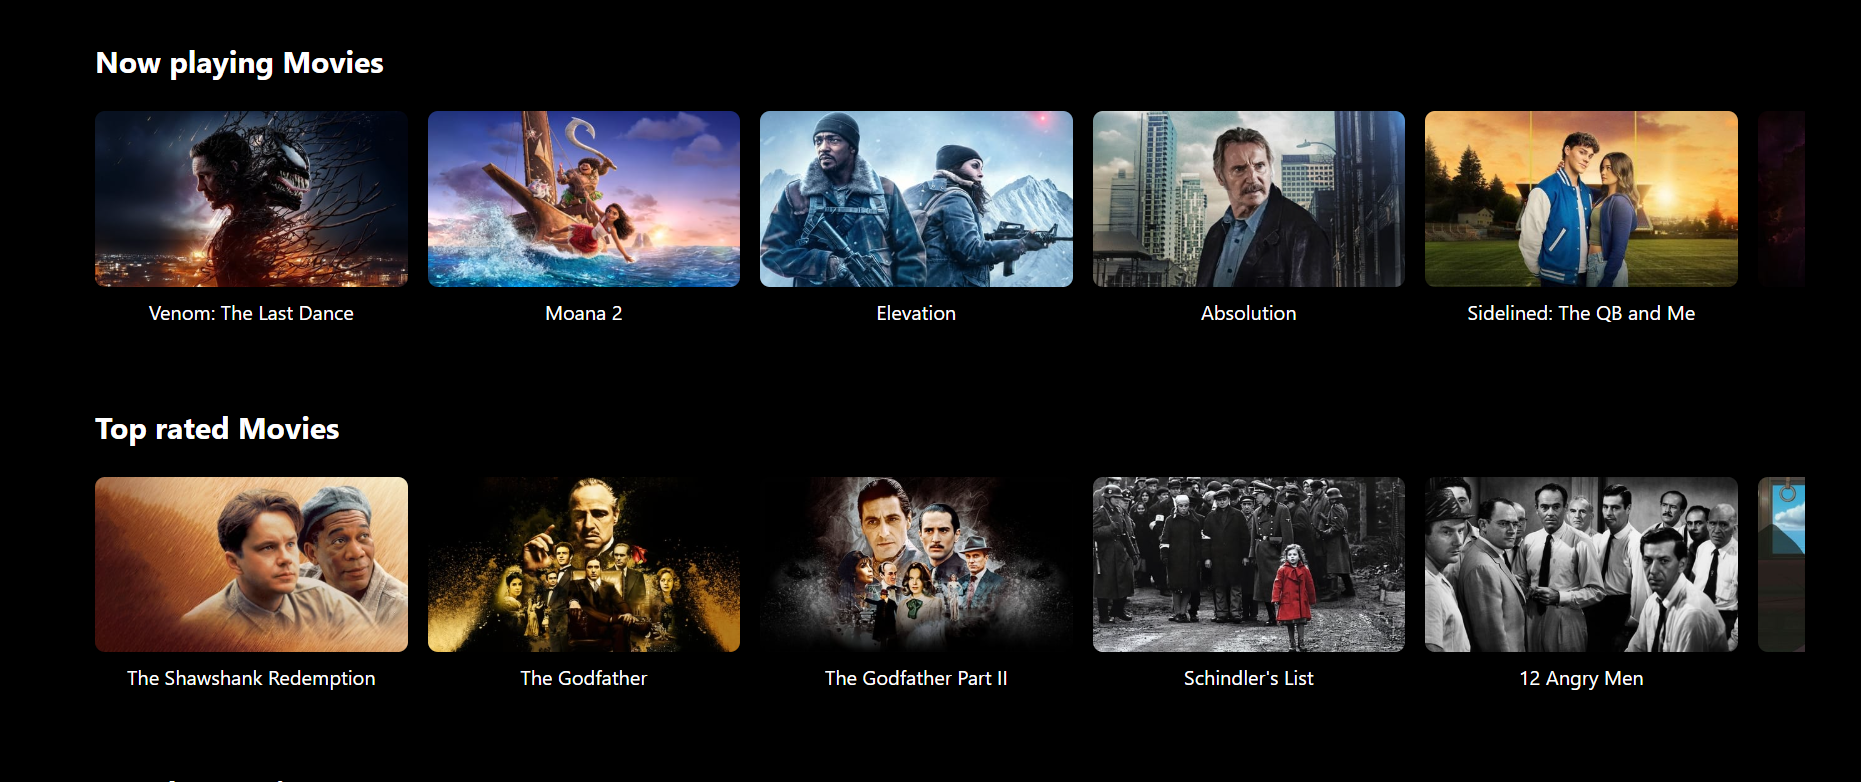 Now playing Movies
Venom: The Last Dance
Moana 2
Elevation
Absolution
Sidelined: The QB and Me
Top rated Movies
The Shawshank Redemption
The Godfather
The Godfather Part II
Schindler's List
12 Angry Men